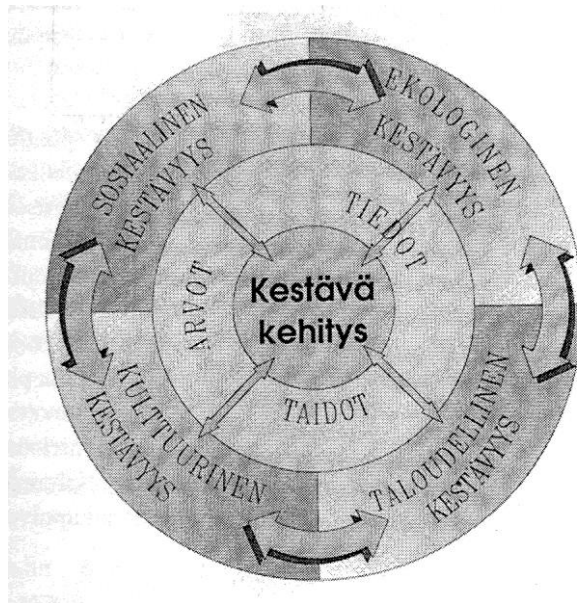 SOSIAALINEN
KESTÄVYYS
EKOLOGINEN
KESTÄVYYS
TIEDOT
ARVOT
Kestävä
kehitys
TAIDOT
KULTTUURINEN
KESTÄVYYS
TALOUDELLINEN
KESTÄVYYS